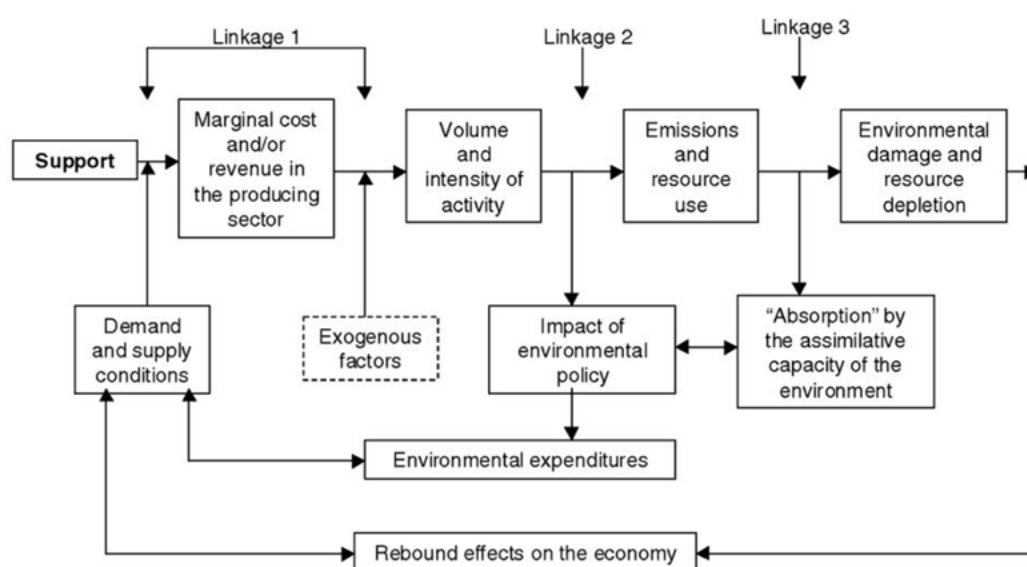 Linkage 1
Linkage 2
Linkage 3
Support
Marginal cost
and/or
revenue in
the producing
sector
Volume
and
intensity of
activity
Emissions
and
resource
use
Environmental
damage and
resource
depletion
Demand
and supply
conditions
Exogenous
factors
Impact of
environmental
policy
“Absorption” by
the assimilative
capacity of the
environment
Environmental expenditures
Rebound effects on the economy